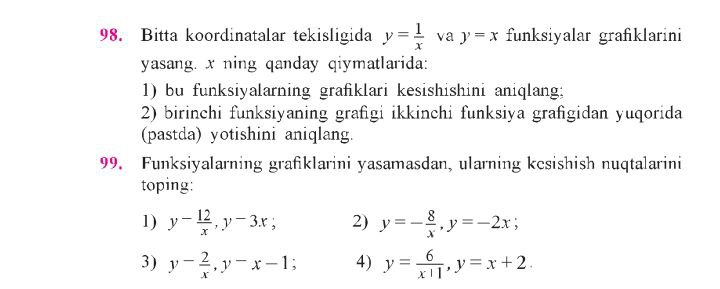 98. Bitta koordinatalar tekisligida y = 1/x va y = x funksiyalar grafiklarini
yasang. x ning qanday qiymatlarida:
1) bu funksiyalarning grafiklari kesishishini aniqlang;
2) birinchi funksiyaning grafigi ikkinchi funksiya grafigidan yuqorida
(pastda) yotishini aniqlang.
99. Funksiyalarning grafiklarini yasamasdan, ularning kesishish nuqtalarini
toping:
1) y = 12/x, y = 3x; 2) y = -8/x, y = -2x;
3) y = 2/x, y = x - 1; 4) y = 6/(x+1), y = x + 2.